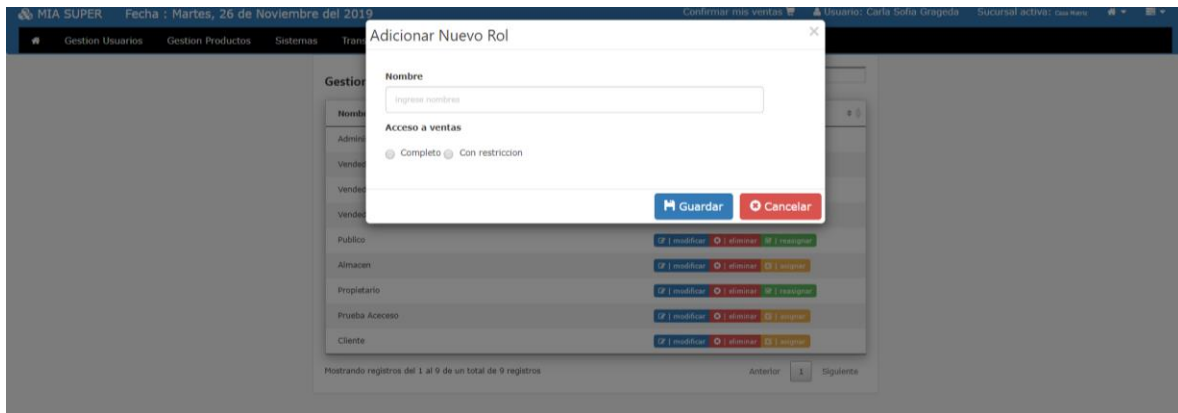 MIA SUPER Fecha : Martes, 26 de Noviembre del 2019 Confirmar mis ventas Usuario: Carla Sofia Grageda Sucursal activa: Casa Matriz
Gestion Usuarios Gestion Productos Sistemas Tran
Adicionar Nuevo Rol ×
Gestion
Nombre
Ingrese nombres
Nomb
Acceso a ventas
Admini
Completo Con restriccion
Vended
Vended
Vended
Guardar Cancelar
Publico | modificar | eliminar | reasignar
Almacen | modificar | eliminar | asignar
Propietario | modificar | eliminar | reasignar
Prueba Aceceso | modificar | eliminar | asignar
Cliente | modificar | eliminar | asignar
Mostrando registros del 1 al 9 de un total de 9 registros Anterior 1 Siguiente